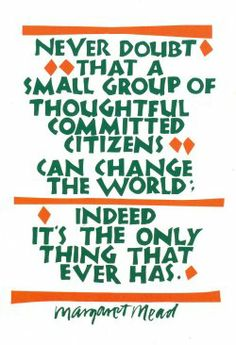 NEVER DOUBT
THAT A
SMALL GROUP OF
THOUGHTFUL
COMMITTED
CITIZENS
CAN CHANGE
THE WORLD;
INDEED
IT'S THE ONLY
THING THAT
EVER HAS.
Margaret Mead